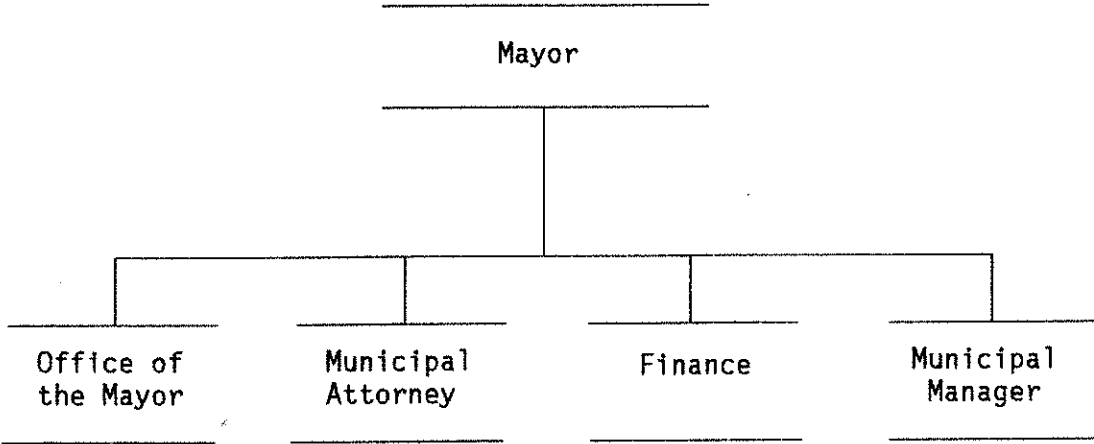 Mayor
Office of
the Mayor
Municipal
Attorney
Finance
Municipal
Manager